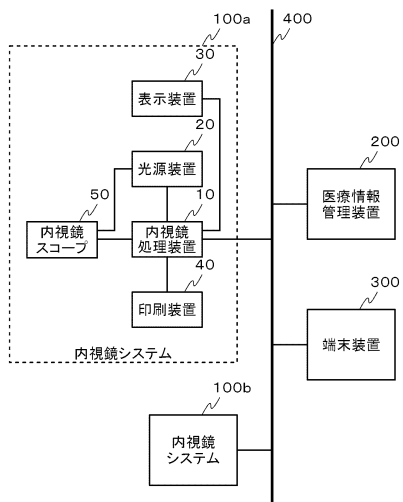 100a
400
30
表示装置
20
光源装置
50
10
内視鏡
スコープ
内視鏡
処理装置
40
印刷装置
内視鏡システム
200
医療情報
管理装置
300
端末装置
100b
内視鏡
システム